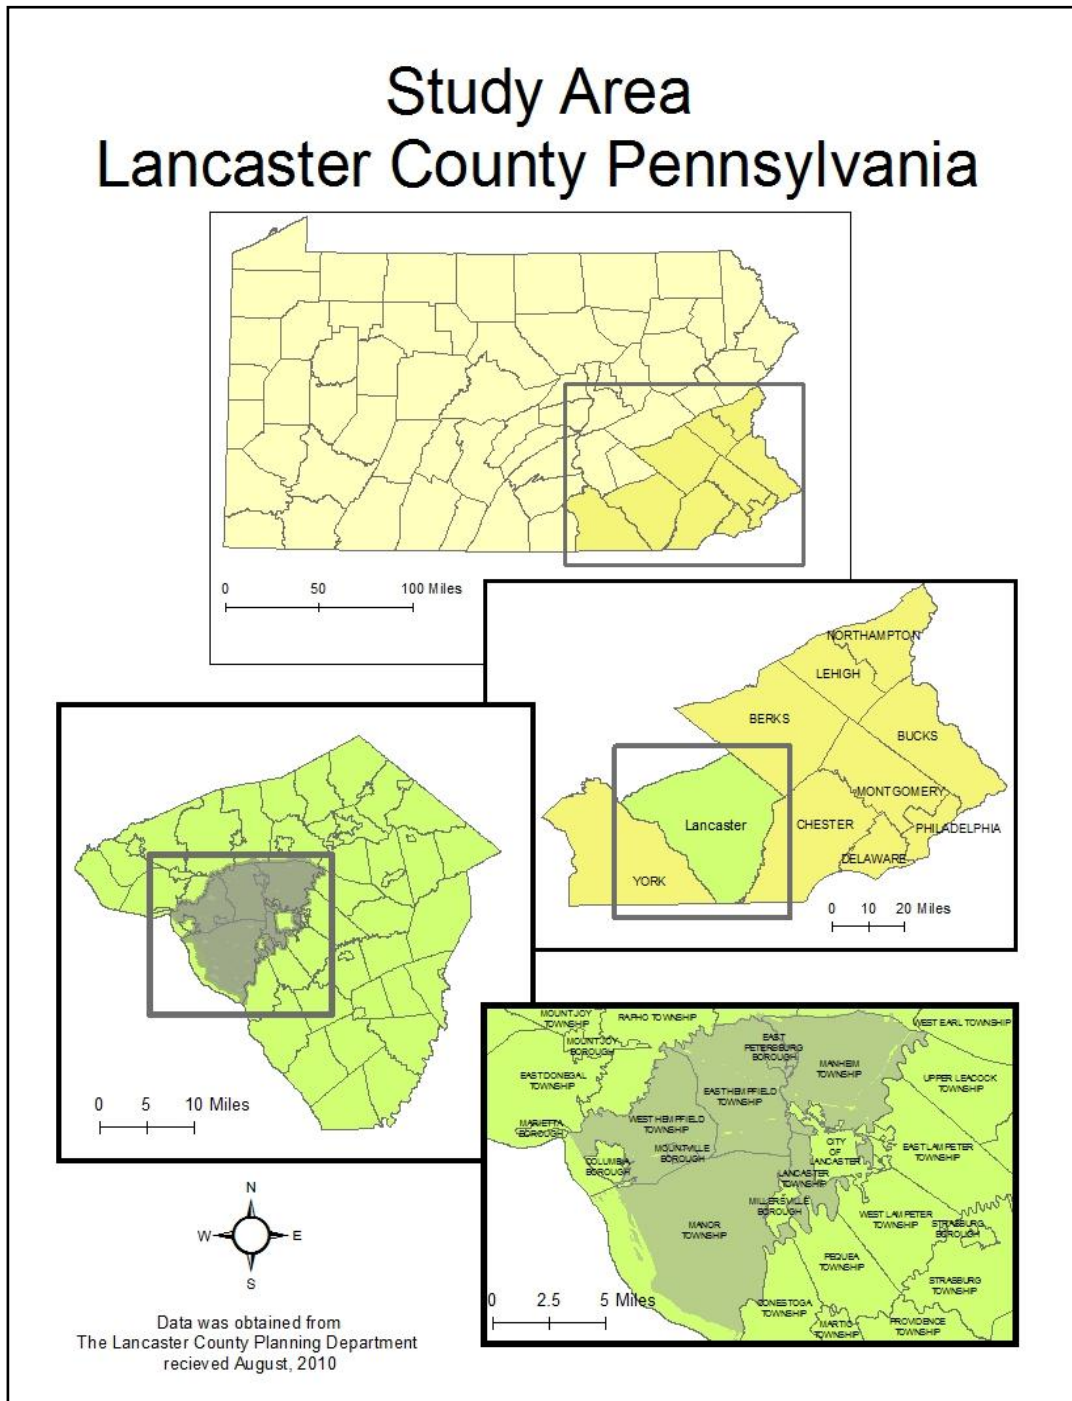 Study Area
Lancaster County Pennsylvania
0 50 100 Miles
NORTHAMPTON
LEHIGH
BERKS
BUCKS
MONTGOMERY
Lancaster
CHESTER
PHILADELPHIA
DELAWARE
YORK
0 10 20 Miles
0 5 10 Miles
MOUNT JOY
TOWNSHIP
RAPHO TOWNSHIP
WEST EARL TOWNSHIP
MOUNT JOY
BOROUGH
EAST
PETERSBURG
BOROUGH
MANHEIM
TOWNSHIP
EAST DONEGAL
TOWNSHIP
UPPER LEACOCK
TOWNSHIP
EAST HEMPFIELD
TOWNSHIP
MARIETTA
BOROUGH
WEST HEMPFIELD
TOWNSHIP
MOUNTVILLE
BOROUGH
CITY
OF
LANCASTER
EAST LAMPETER
TOWNSHIP
COLUMBIA
BOROUGH
LANCASTER
TOWNSHIP
MILLERSVILLE
BOROUGH
WEST LAMPETER
TOWNSHIP
STRASBURG
BOROUGH
MANOR
TOWNSHIP
PEQUEA
TOWNSHIP
STRASBURG
TOWNSHIP
CONESTOGA
TOWNSHIP
MARTIC
TOWNSHIP
PROVIDENCE
TOWNSHIP
0 2.5 5 Miles
N
W E
S
Data was obtained from
The Lancaster County Planning Department
recieved August, 2010